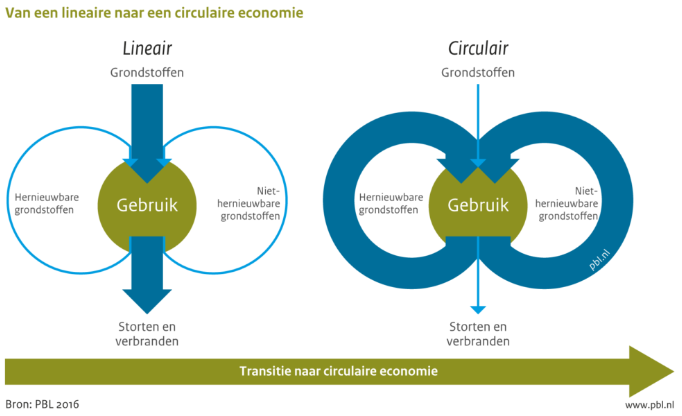 Van een lineaire naar een circulaire economie
Lineair
Grondstoffen
Hernieuwbare
grondstoffen
Gebruik
Niet-
hernieuwbare
grondstoffen
Storten en
verbranden
Circulair
Grondstoffen
Hernieuwbare
grondstoffen
Gebruik
Niet-
hernieuwbare
grondstoffen
pbl.nl
Storten en
verbranden
Transitie naar circulaire economie
Bron: PBL 2016
www.pbl.nl